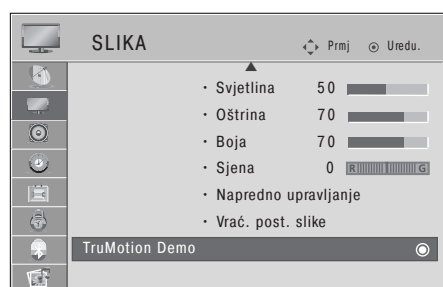 SLIKA
Prmj Uredu.
• Svjetlina 50
• Oštrina 70
• Boja 70
• Sjena 0 R G
• Napredno upravljanje
• Vrać. post. slike
TruMotion Demo